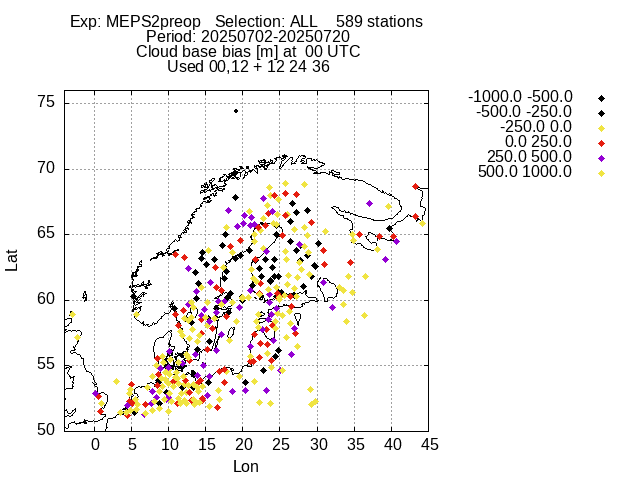 Exp: MEPS2preop   Selection: ALL    589 stations
Period: 20250702-20250720
Cloud base bias [m] at  00 UTC
Used 00,12 + 12 24 36
-1000.0 -500.0
-500.0 -250.0
-250.0 0.0
0.0 250.0
250.0 500.0
500.0 1000.0
75
70
65
60
55
50
Lat
0 5 10 15 20 25 30 35 40 45
Lon